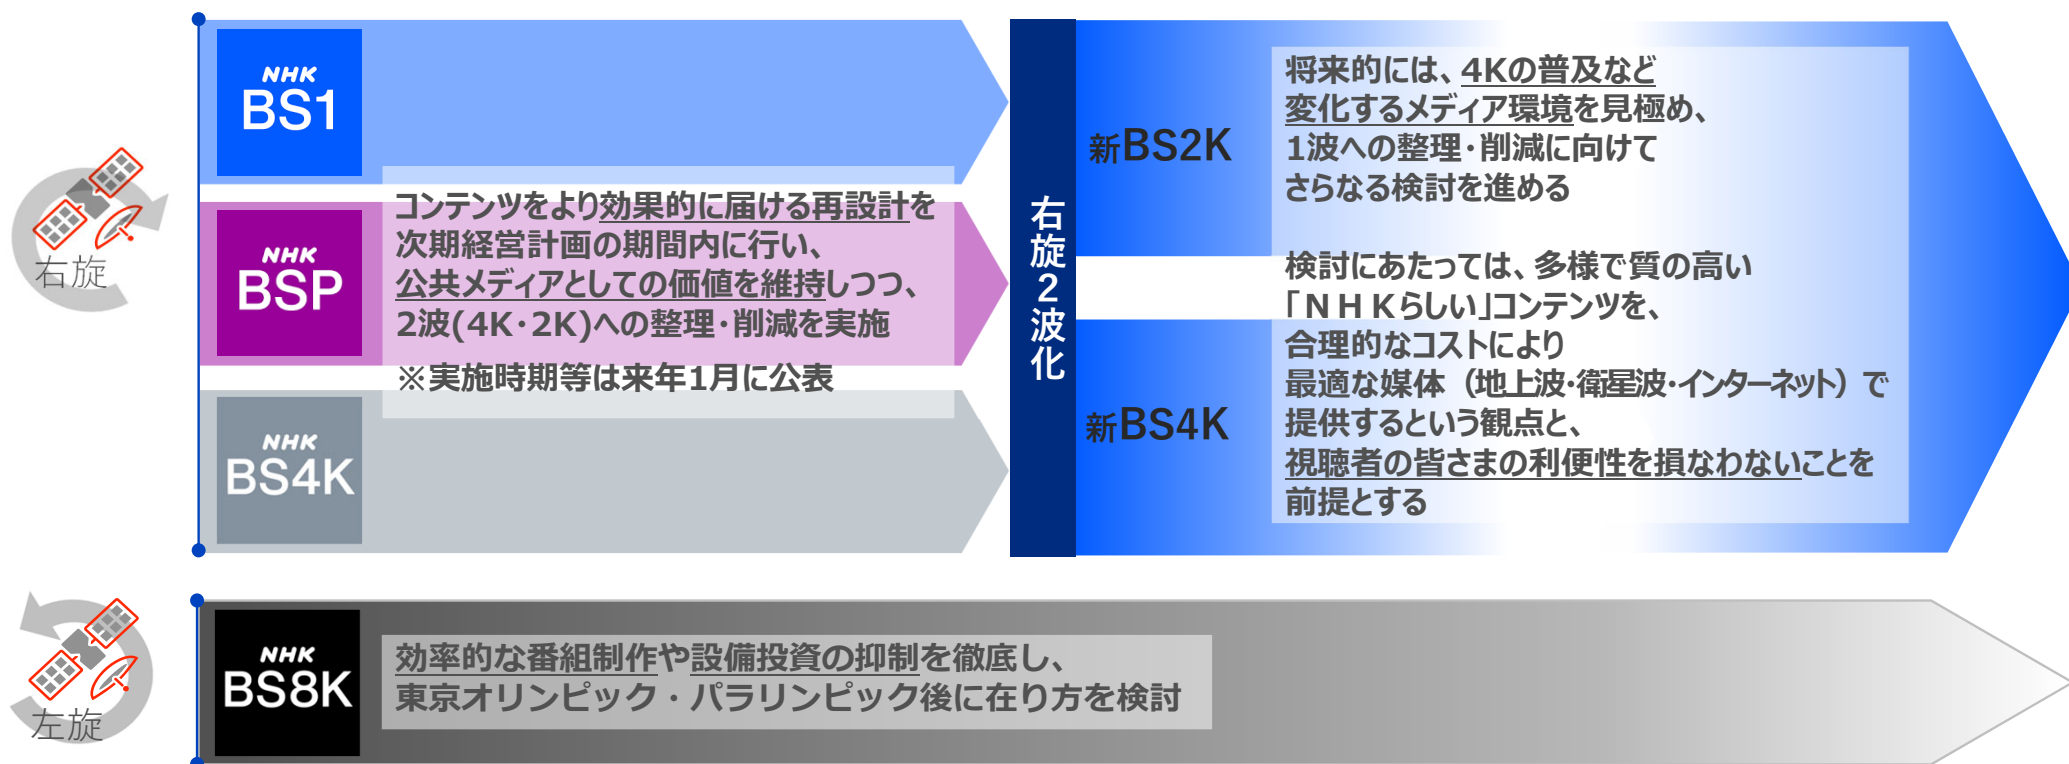 右旋
NHK
BS1
NHK
BSP
NHK
BS4K
コンテンツをより効果的に届ける再設計を
次期経営計画の期間内に行い、
公共メディアとしての価値を維持しつつ、
2波(4K・2K)への整理・削減を実施
※実施時期等は来年1月に公表
右旋2波化
新BS2K
新BS4K
将来的には、4Kの普及など
変化するメディア環境を見極め、
1波への整理・削減に向けて
さらなる検討を進める
検討にあたっては、多様で質の高い
「ＮＨＫらしい」コンテンツを、
合理的なコストにより
最適な媒体（地上波・衛星波・インターネット）で
提供するという観点と、
視聴者の皆さまの利便性を損なわないことを
前提とする
左旋
NHK
BS8K
効率的な番組制作や設備投資の抑制を徹底し、
東京オリンピック・パラリンピック後に在り方を検討